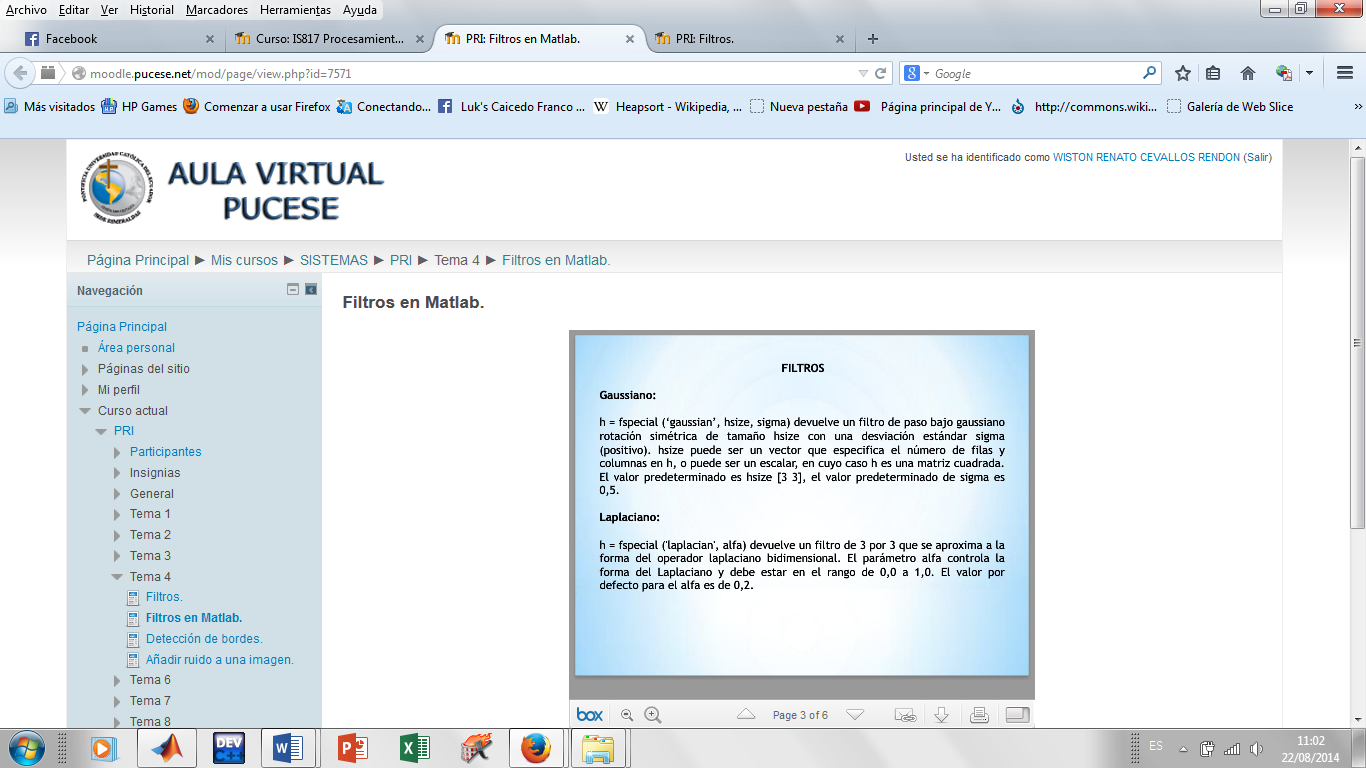 Archivo Editar Ver Historial Marcadores Herramientas Ayuda
Facebook
Curso: IS817 Procesamient...
PRI: Filtros en Matlab.
PRI: Filtros.
moodle.pucese.net/mod/page/view.php?id=7571
Google
Más visitados
HP Games
Comenzar a usar Firefox
Conectando...
Luk's Caicedo Franco ...
Heapsort - Wikipedia, ...
Nueva pestaña
Página principal de Y...
http://commons.wiki...
Galería de Web Slice
PONTIFICIA UNIVERSIDAD CATÓLICA DEL ECUADOR
SEDE ESMERALDAS
AULA VIRTUAL
PUCESE
Usted se ha identificado como WISTON RENATO CEVALLOS RENDON (Salir)
Página Principal ► Mis cursos ► SISTEMAS ► PRI ► Tema 4 ► Filtros en Matlab.
Navegación
Página Principal
Área personal
Páginas del sitio
Mi perfil
Curso actual
PRI
Participantes
Insignias
General
Tema 1
Tema 2
Tema 3
Tema 4
Filtros.
Filtros en Matlab.
Detección de bordes.
Añadir ruido a una imagen.
Tema 6
Tema 7
Tema 8
Filtros en Matlab.
FILTROS
Gaussiano:
h = fspecial (‘gaussian’, hsize, sigma) devuelve un filtro de paso bajo gaussiano
rotación simétrica de tamaño hsize con una desviación estándar sigma
(positivo). hsize puede ser un vector que especifica el número de filas y
columnas en h, o puede ser un escalar, en cuyo caso h es una matriz cuadrada.
El valor predeterminado es hsize [3 3], el valor predeterminado de sigma es
0,5.
Laplaciano:
h = fspecial ('laplacian', alfa) devuelve un filtro de 3 por 3 que se aproxima a la
forma del operador laplaciano bidimensional. El parámetro alfa controla la
forma del Laplaciano y debe estar en el rango de 0,0 a 1,0. El valor por
defecto para el alfa es de 0,2.
box
Page 3 of 6
DEV
C++
ES
11:02
22/08/2014